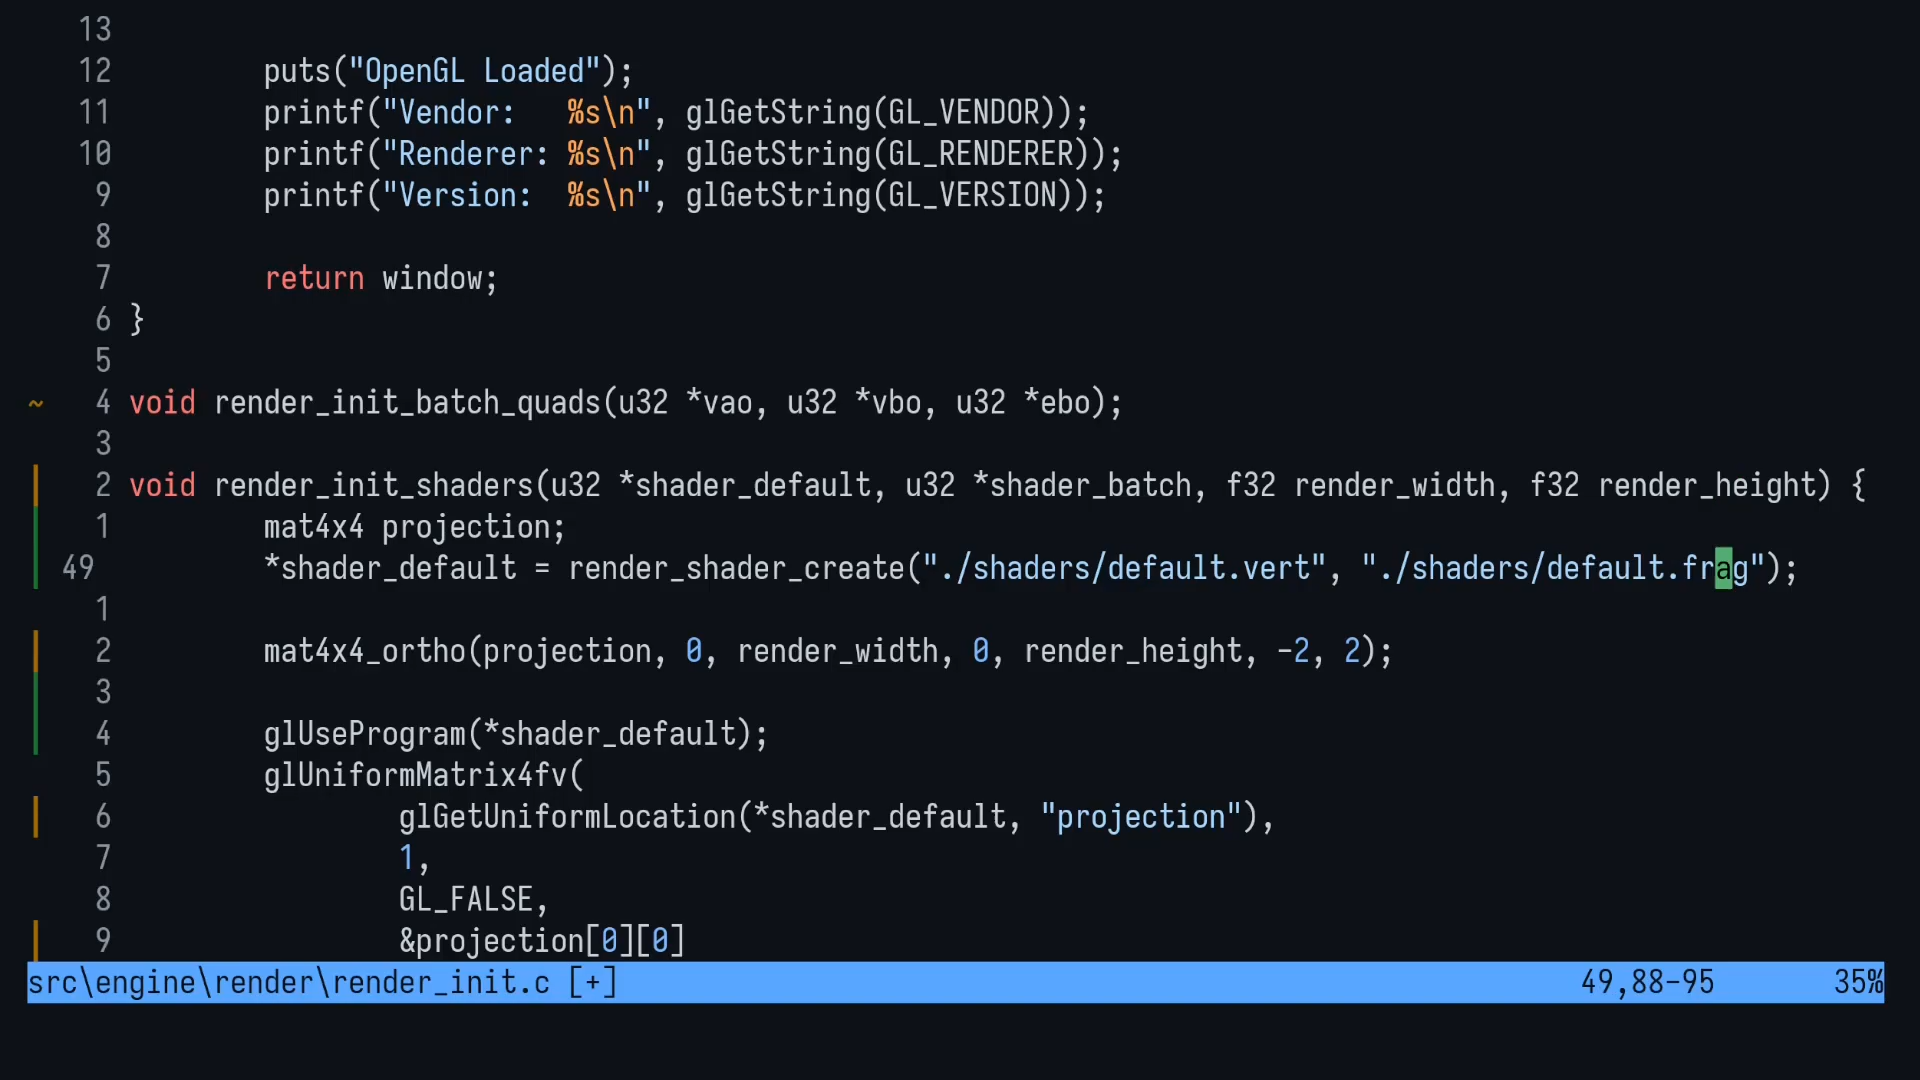 13
12         puts("OpenGL Loaded");
11         printf("Vendor:   %s\n", glGetString(GL_VENDOR));
10         printf("Renderer: %s\n", glGetString(GL_RENDERER));
9         printf("Version:  %s\n", glGetString(GL_VERSION));
8
7         return window;
6 }
5
~ 4 void render_init_batch_quads(u32 *vao, u32 *vbo, u32 *ebo);
3
2 void render_init_shaders(u32 *shader_default, u32 *shader_batch, f32 render_width, f32 render_height) {
1         mat4x4 projection;
49         *shader_default = render_shader_create("./shaders/default.vert", "./shaders/default.frag");
1
2         mat4x4_ortho(projection, 0, render_width, 0, render_height, -2, 2);
3
4         glUseProgram(*shader_default);
5         glUniformMatrix4fv(
6                 glGetUniformLocation(*shader_default, "projection"),
7                 1,
8                 GL_FALSE,
9                 &projection[0][0]
src\engine\render\render_init.c [+] 49,88-95 35%